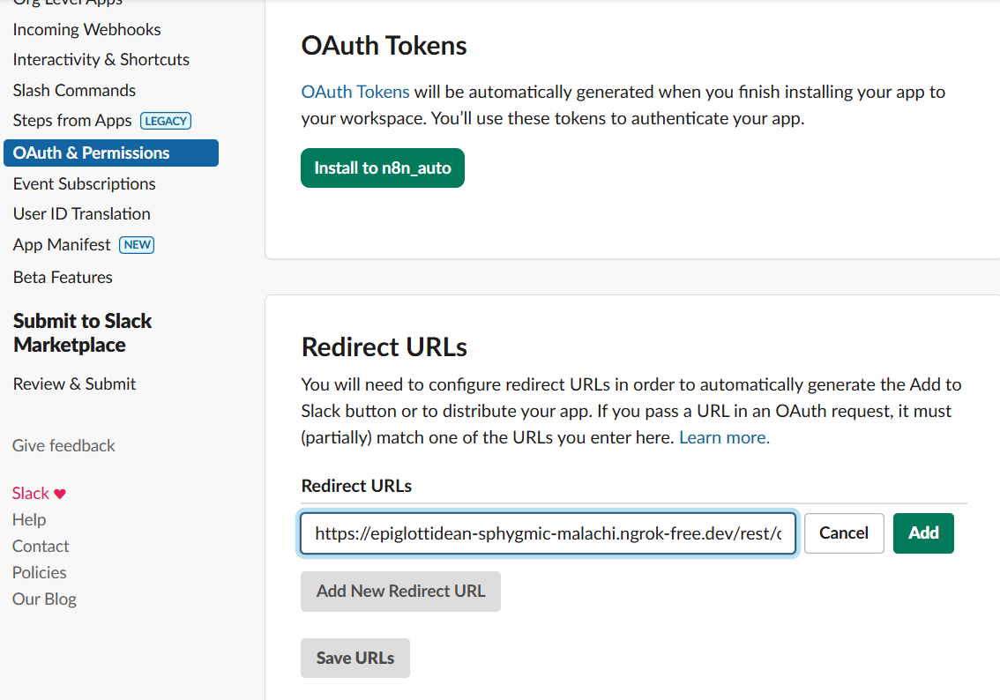 Org Level Apps
Incoming Webhooks
Interactivity & Shortcuts
Slash Commands
Steps from Apps LEGACY
OAuth & Permissions
Event Subscriptions
User ID Translation
App Manifest NEW
Beta Features
Submit to Slack
Marketplace
Review & Submit
Give feedback
Slack ♥
Help
Contact
Policies
Our Blog
OAuth Tokens
OAuth Tokens will be automatically generated when you finish installing your app to
your workspace. You’ll use these tokens to authenticate your app.
Install to n8n_auto
Redirect URLs
You will need to configure redirect URLs in order to automatically generate the Add to
Slack button or to distribute your app. If you pass a URL in an OAuth request, it must
(partially) match one of the URLs you enter here. Learn more.
Redirect URLs
https://epiglottidean-sphygmic-malachi.ngrok-free.dev/rest/
Cancel
Add
Add New Redirect URL
Save URLs